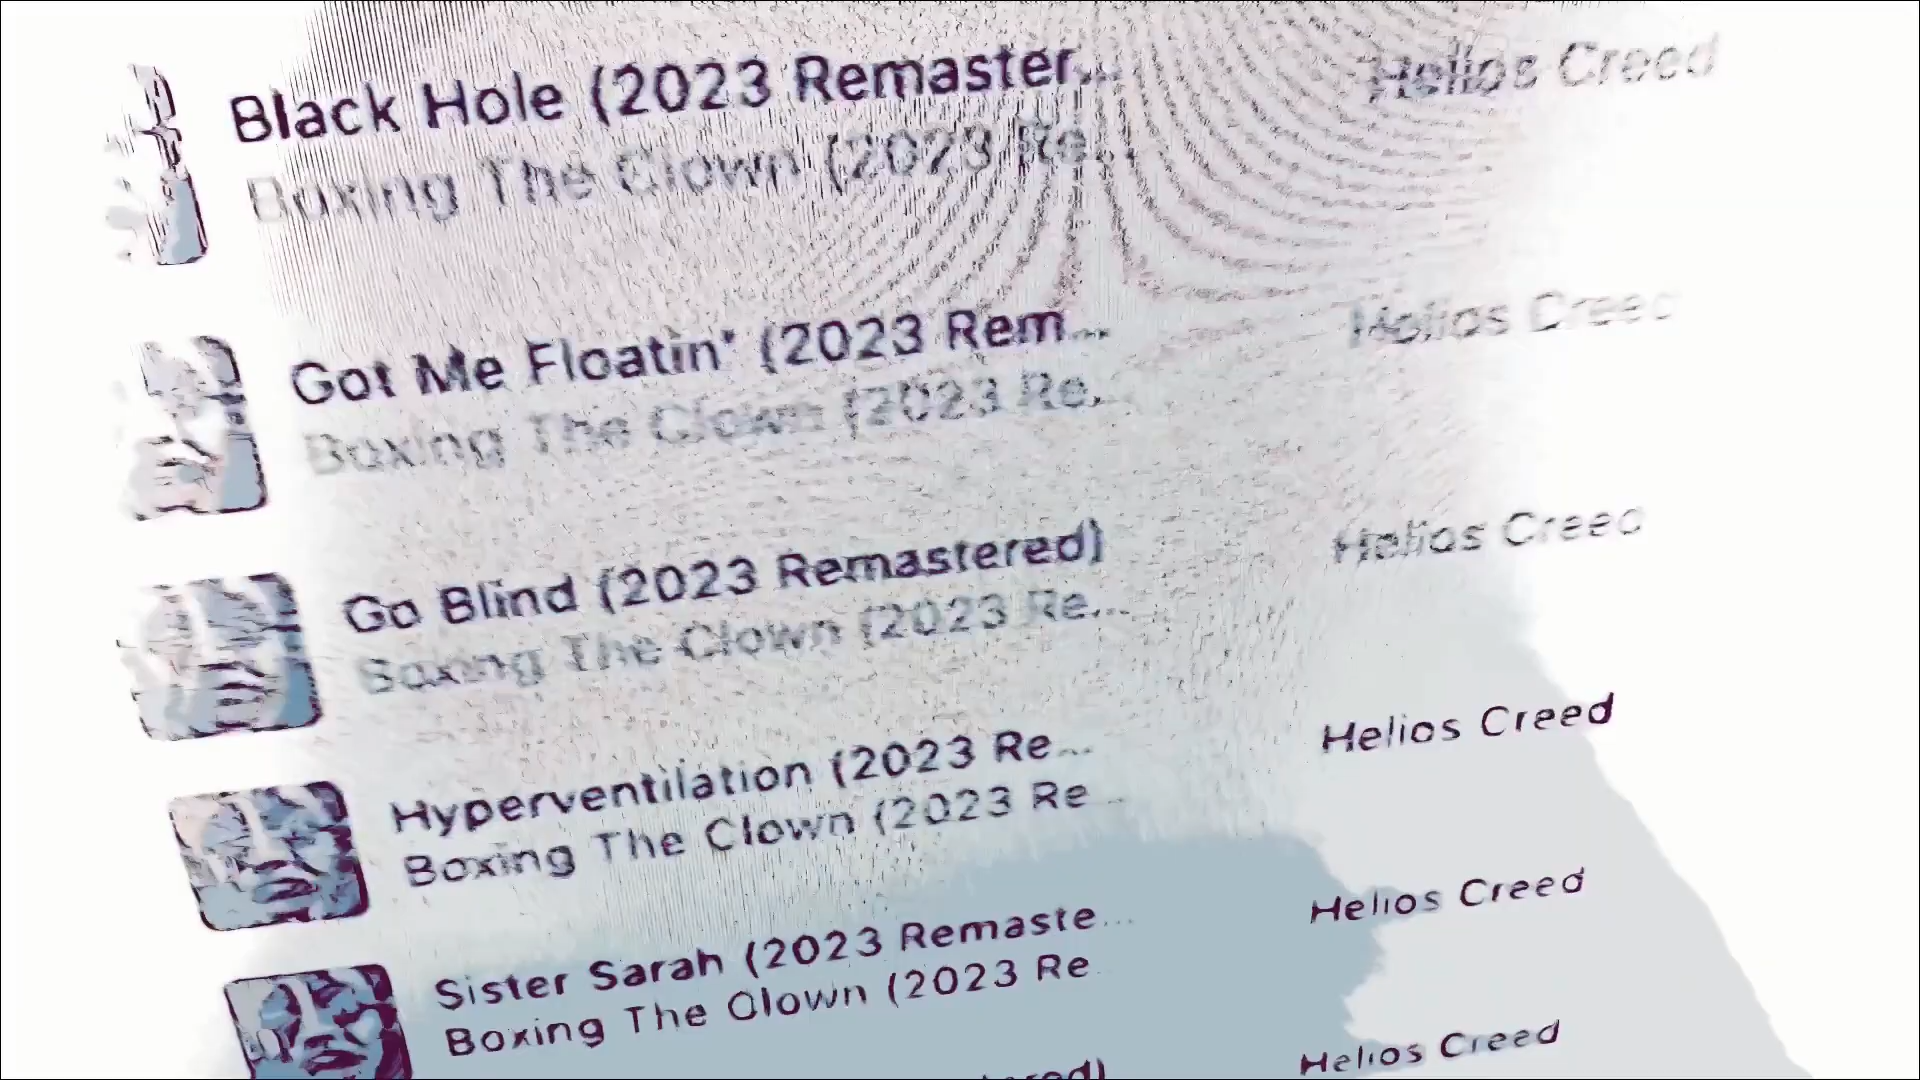 Black Hole (2023 Remaster...
Helios Creed
Boxing The Clown (2023 Re...
Got Me Floatin' (2023 Rem...
Helios Creed
Boxing The Clown (2023 Re...
Go Blind (2023 Remastered)
Helios Creed
Boxing The Clown (2023 Re...
Hyperventilation (2023 Re...
Helios Creed
Boxing The Clown (2023 Re...
Sister Sarah (2023 Remaste...
Helios Creed
Boxing The Clown (2023 Re
Helios Creed